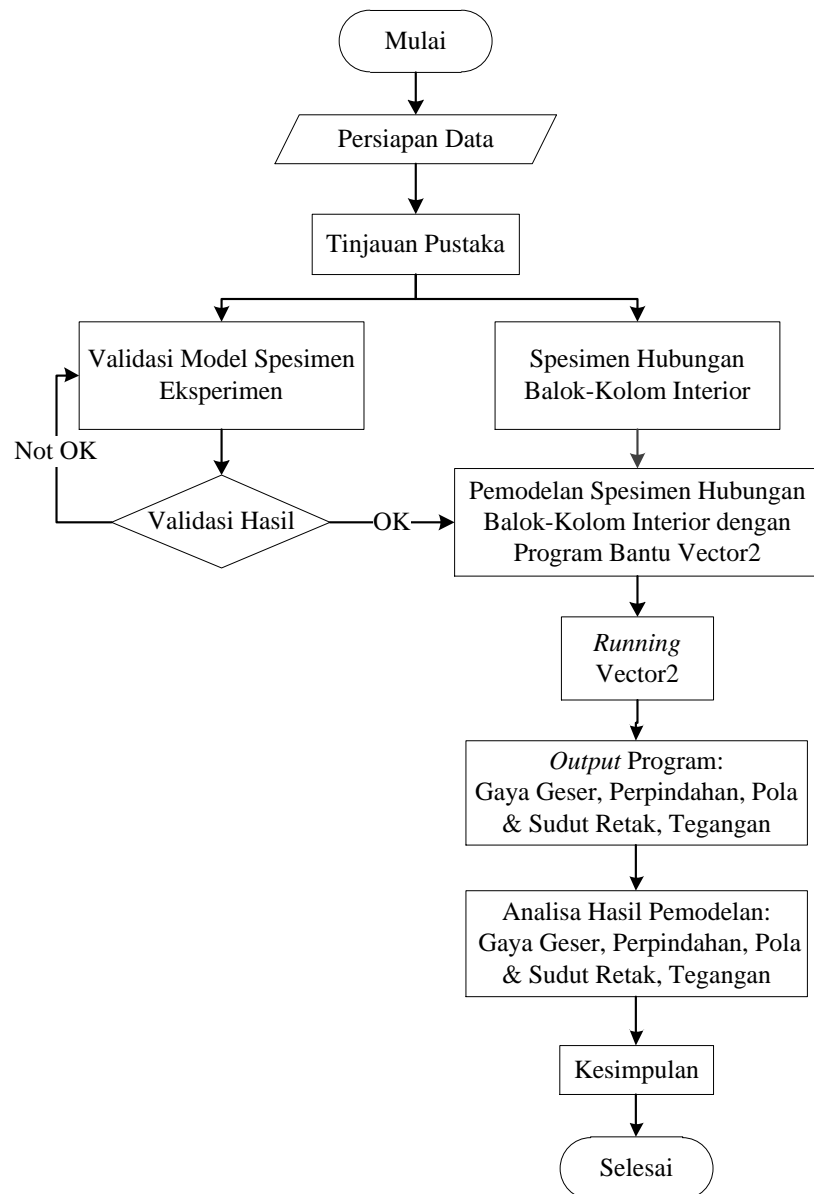 Mulai
Persiapan Data
Tinjauan Pustaka
Validasi Model Spesimen
Eksperimen
Spesimen Hubungan
Balok-Kolom Interior
Not OK
Validasi Hasil
OK
Pemodelan Spesimen Hubungan
Balok-Kolom Interior dengan
Program Bantu Vector2
Running
Vector2
Output Program:
Gaya Geser, Perpindahan, Pola
& Sudut Retak, Tegangan
Analisa Hasil Pemodelan:
Gaya Geser, Perpindahan, Pola
& Sudut Retak, Tegangan
Kesimpulan
Selesai